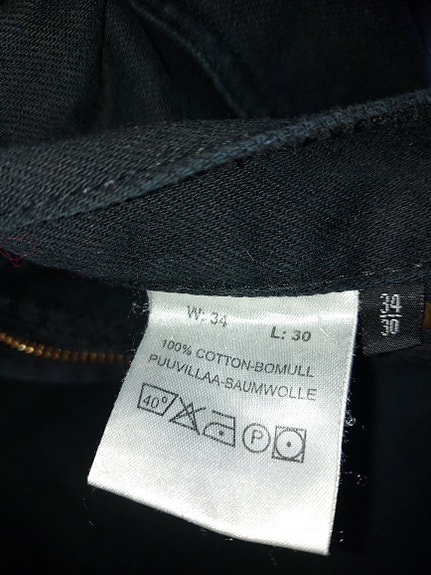 W: 34 L: 30
100% COTTON-BOMULL
PUUVILLAA-BAUMWOLLE
40° P
34
30